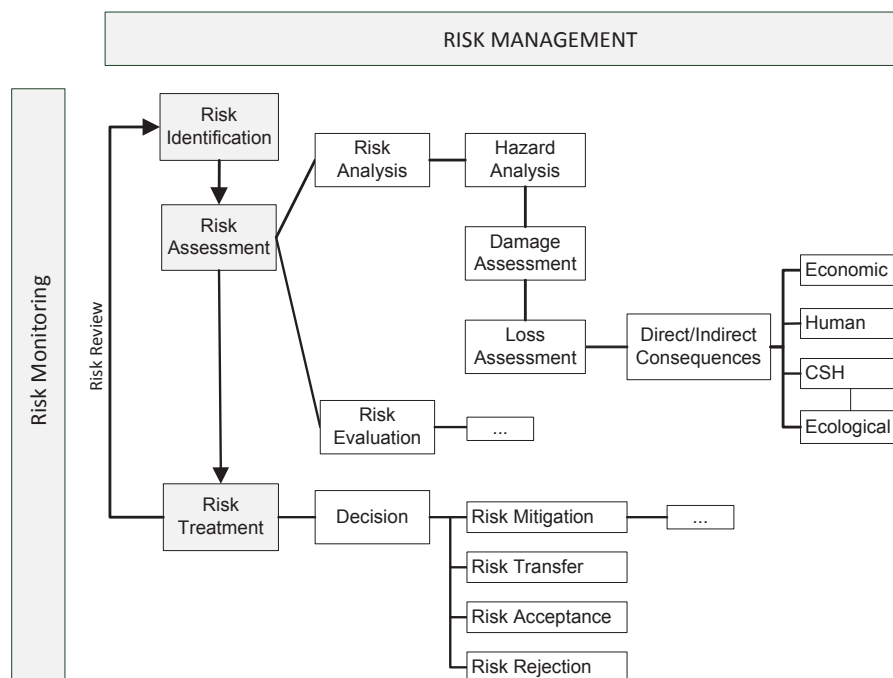 RISK MANAGEMENT
Risk Monitoring
Risk Review
Risk
Identification
Risk
Analysis
Hazard
Analysis
Risk
Assessment
Damage
Assessment
Economic
Human
Loss
Assessment
Direct/Indirect
Consequences
CSH
Ecological
Risk
Evaluation
...
Risk
Treatment
Decision
Risk Mitigation
...
Risk Transfer
Risk Acceptance
Risk Rejection